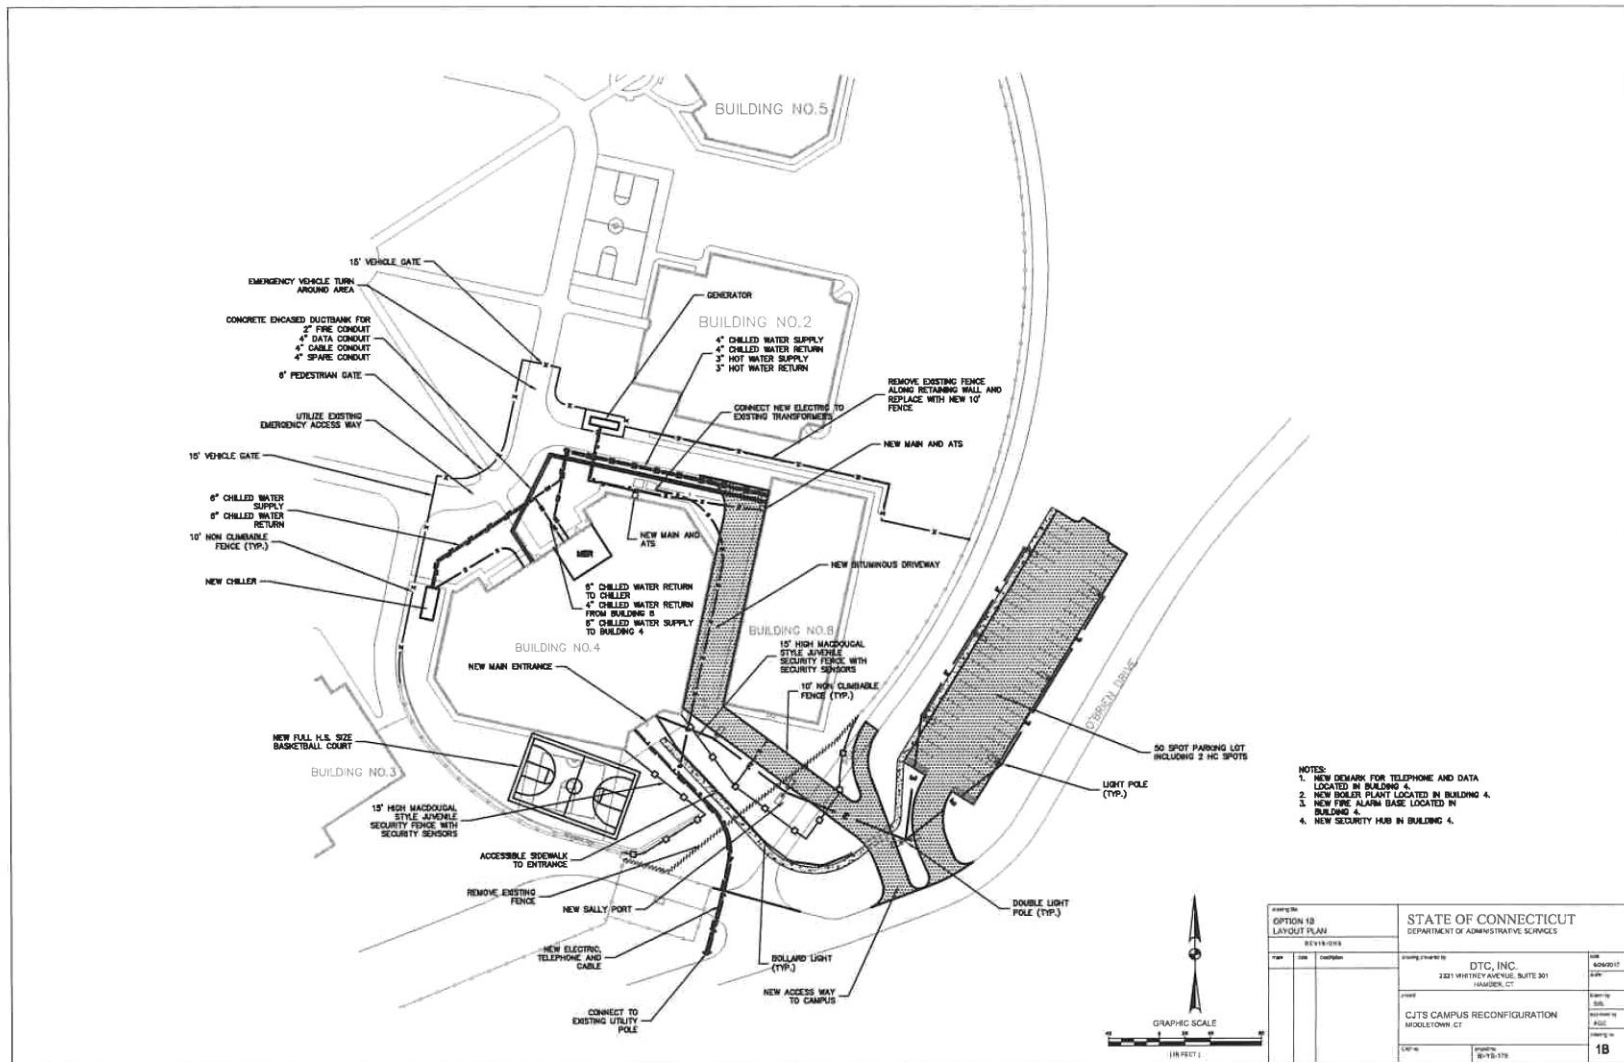 BUILDING NO.5
15' VEHICLE GATE
EMERGENCY VEHICLE TURN
AROUND AREA
GENERATOR
BUILDING NO.2
CONCRETE ENCASED DUCTBANK FOR
2" FIRE CONDUIT
4" DATA CONDUIT
4" CABLE CONDUIT
4" SPARE CONDUIT
4" CHILLED WATER SUPPLY
4" CHILLED WATER RETURN
3" HOT WATER SUPPLY
3" HOT WATER RETURN
6' PEDESTRIAN GATE
REMOVE EXISTING FENCE
ALONG RETAINING WALL AND
REPLACE WITH NEW 10'
FENCE
CONNECT NEW ELECTRIC TO
EXISTING TRANSFORMERS
UTILIZE EXISTING
EMERGENCY ACCESS WAY
NEW MAIN AND ATS
15' VEHICLE GATE
6" CHILLED WATER
SUPPLY
6" CHILLED WATER
RETURN
10' NON CLIMBABLE
FENCE (TYP.)
NEW MAIN AND
ATS
MER
NEW BITUMINOUS DRIVEWAY
NEW CHILLER
6" CHILLED WATER RETURN
TO CHILLER
4" CHILLED WATER RETURN
FROM BUILDING 8
6" CHILLED WATER SUPPLY
TO BUILDING 4
BUILDING NO.8
BUILDING NO.4
15' HIGH MACDOUGAL
STYLE JUVENILE
SECURITY FENCE WITH
SECURITY SENSORS
NEW MAIN ENTRANCE
10' NON CLIMBABLE
FENCE (TYP.)
O'BRIEN DRIVE
NEW FULL H.S. SIZE
BASKETBALL COURT
BUILDING NO.3
50 SPOT PARKING LOT
INCLUDING 2 HC SPOTS
LIGHT POLE
(TYP.)
NOTES:
1. NEW DEMARK FOR TELEPHONE AND DATA
LOCATED IN BUILDING 4.
2. NEW BOILER PLANT LOCATED IN BUILDING 4.
3. NEW FIRE ALARM BASE LOCATED IN
BUILDING 4.
4. NEW SECURITY HUB IN BUILDING 4.
15' HIGH MACDOUGAL
STYLE JUVENILE
SECURITY FENCE WITH
SECURITY SENSORS
ACCESSIBLE SIDEWALK
TO ENTRANCE
REMOVE EXISTING
FENCE
NEW SALLY PORT
DOUBLE LIGHT
POLE (TYP.)
NEW ELECTRIC,
TELEPHONE AND
CABLE
BOLLARD LIGHT
(TYP.)
NEW ACCESS WAY
TO CAMPUS
CONNECT TO
EXISTING UTILITY
POLE
GRAPHIC SCALE
( IN FEET )
OPTION 1B
LAYOUT PLAN
REVISIONS
STATE OF CONNECTICUT
DEPARTMENT OF ADMINISTRATIVE SERVICES
drawing prepared by
DTC, INC.
2321 WHITNEY AVENUE, SUITE 301
HAMDEN, CT
CJTS CAMPUS RECONFIGURATION
MIDDLETOWN, CT
1B